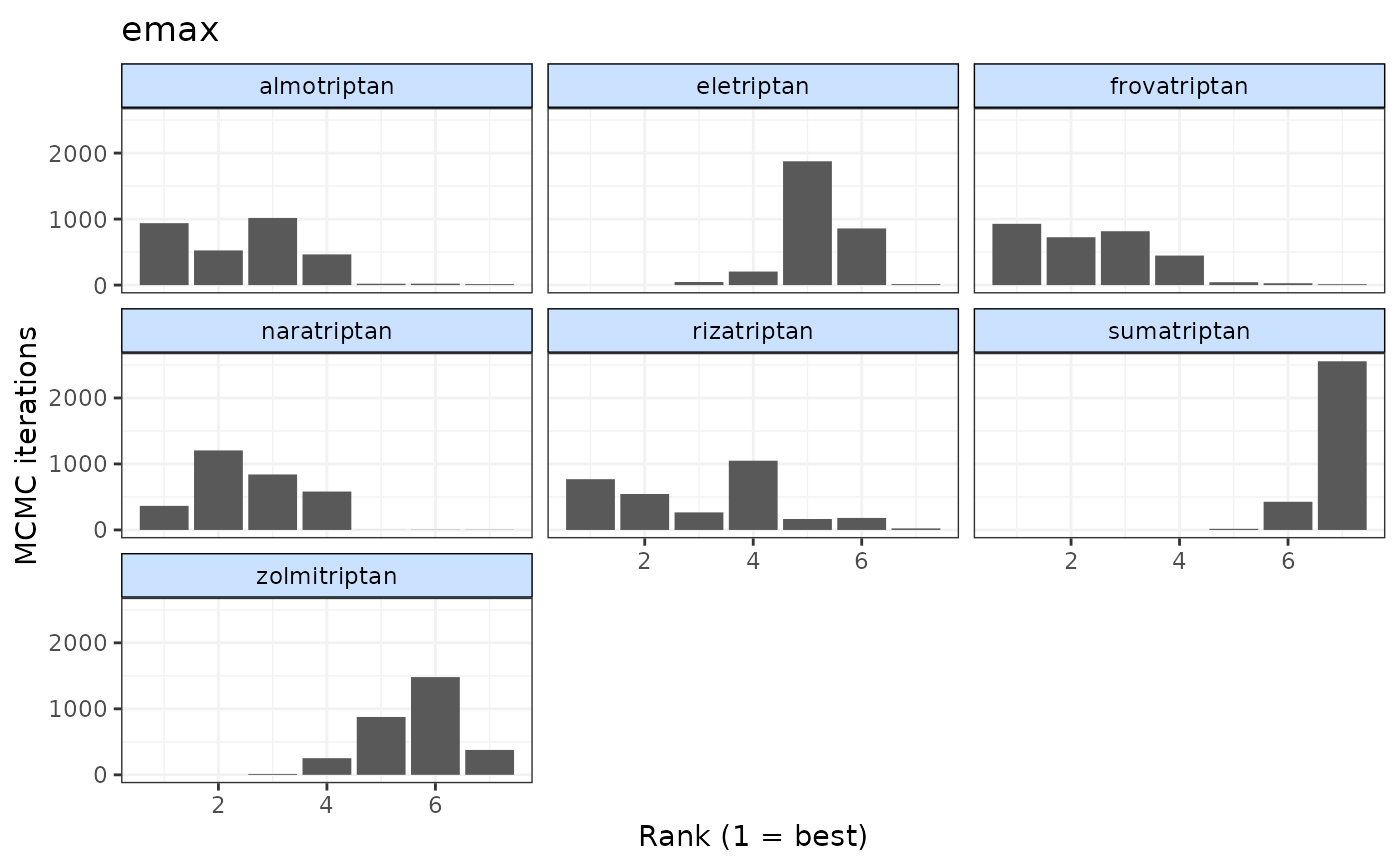 emax
almotriptan eletriptan frovatriptan
2000
1000
0
naratriptan rizatriptan sumatriptan
2000
1000
0
2 4 6 2 4 6
zolmitriptan
2000
1000
0
2 4 6
MCMC iterations
Rank (1 = best)